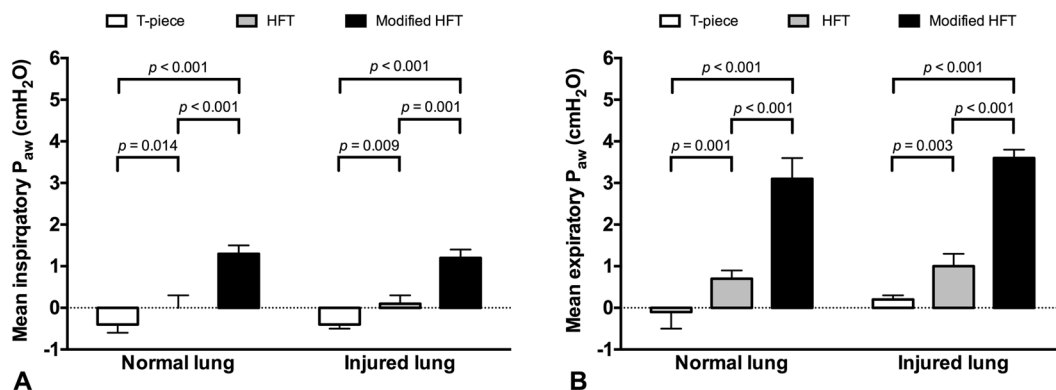 T-piece HFT Modified HFT
Mean inspirqatory Paw (cmH2O)
6
5
4
3
2
1
0
-1
p < 0.001
p < 0.001
p = 0.014
p < 0.001
p = 0.001
p = 0.009
Normal lung Injured lung
A
T-piece HFT Modified HFT
Mean expiratory Paw (cmH2O)
6
5
4
3
2
1
0
-1
p < 0.001
p < 0.001
p = 0.001
p < 0.001
p < 0.001
p = 0.003
Normal lung Injured lung
B